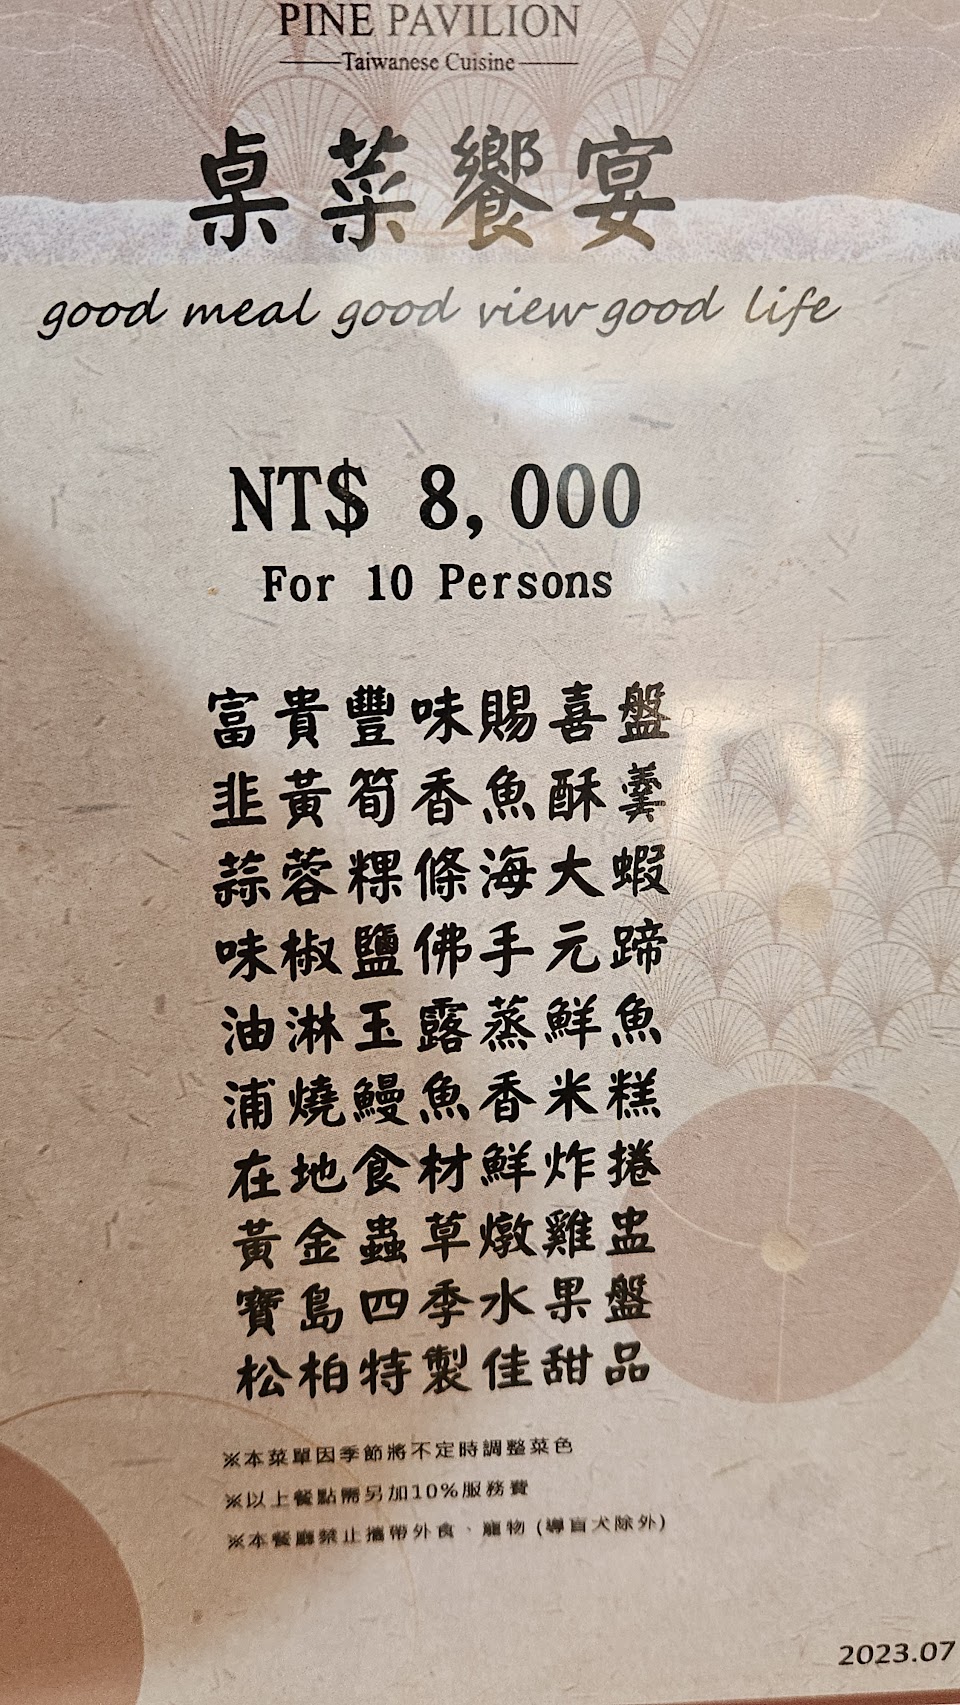 PINE PAVILION
Taiwanese Cuisine
桌菜饗宴
good meal good view good life
NT$ 8,000
For 10 Persons
富貴豐味賜喜盤
韭黃筍香魚酥羹
蒜蓉粿條海大蝦
味椒鹽佛手元蹄
油淋玉露蒸鮮魚
浦燒鰻魚香米糕
在地食材鮮炸捲
黃金蟲草燉雞盅
寶島四季水果盤
松柏特製佳甜品
※本菜單因季節將不定時調整菜色
※以上餐點需另加10%服務費
※本餐廳禁止攜帶外食、寵物 (導盲犬除外)
2023.07